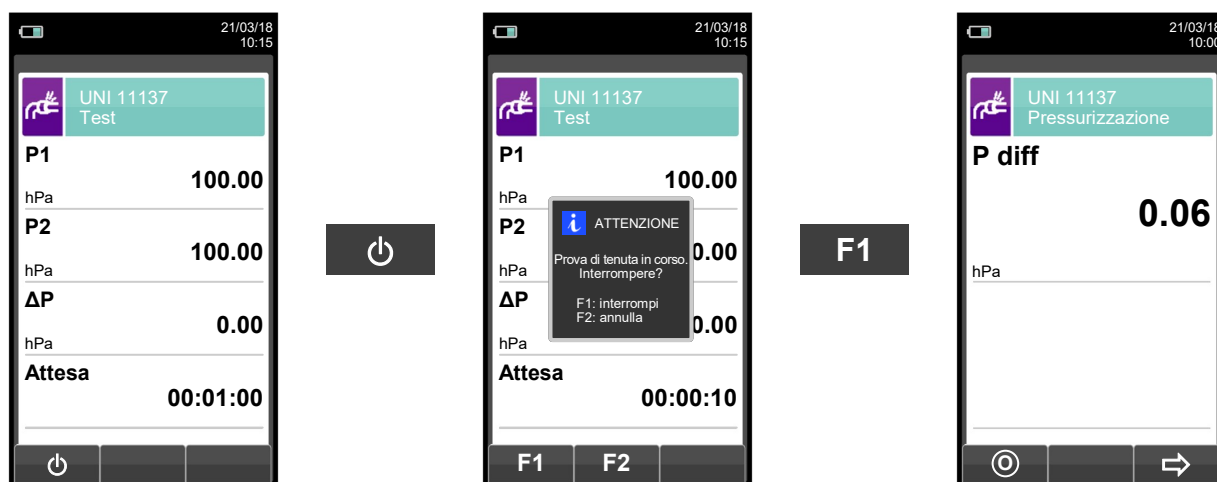 21/03/18
10:15
UNI 11137
Test
P1
100.00
hPa
P2
100.00
hPa
ΔP
0.00
hPa
Attesa
00:01:00
21/03/18
10:15
UNI 11137
Test
P1
100.00
hPa
P2
0.00
hPa
ΔP
0.00
hPa
i ATTENZIONE
Prova di tenuta in corso.
Interrompere?
F1: interrompi
F2: annulla
Attesa
00:00:10
F1 F2
F1
21/03/18
10:00
UNI 11137
Pressurizzazione
P diff
0.06
hPa
O